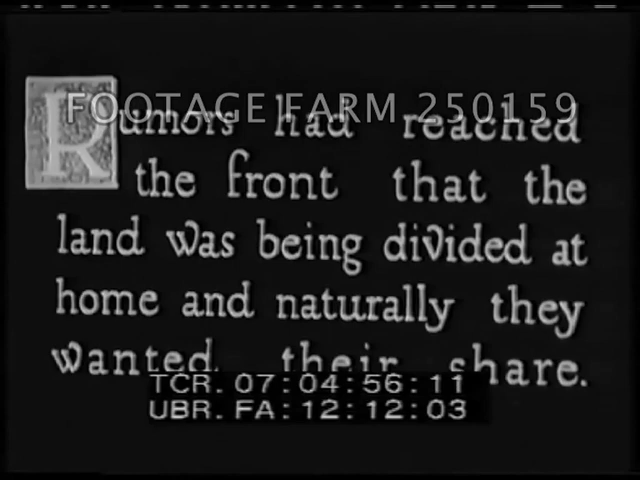 FOOTAGE FARM 250159
Rumors had reached
the front that the
land was being divided at
home and naturally they
wanted their share.
TCR. 07:04:56:11
UBR. FA: 12:12:03